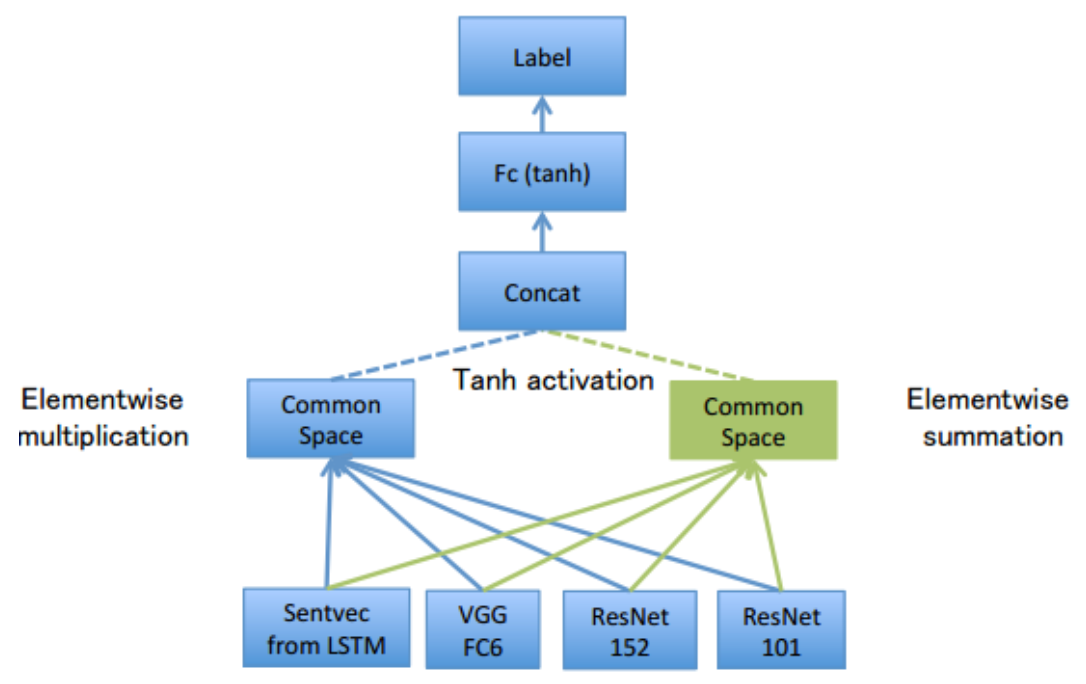 Label
Fc (tanh)
Concat
Tanh activation
Elementwise
multiplication
Common
Space
Common
Space
Elementwise
summation
Sentvec
from LSTM
VGG
FC6
ResNet
152
ResNet
101